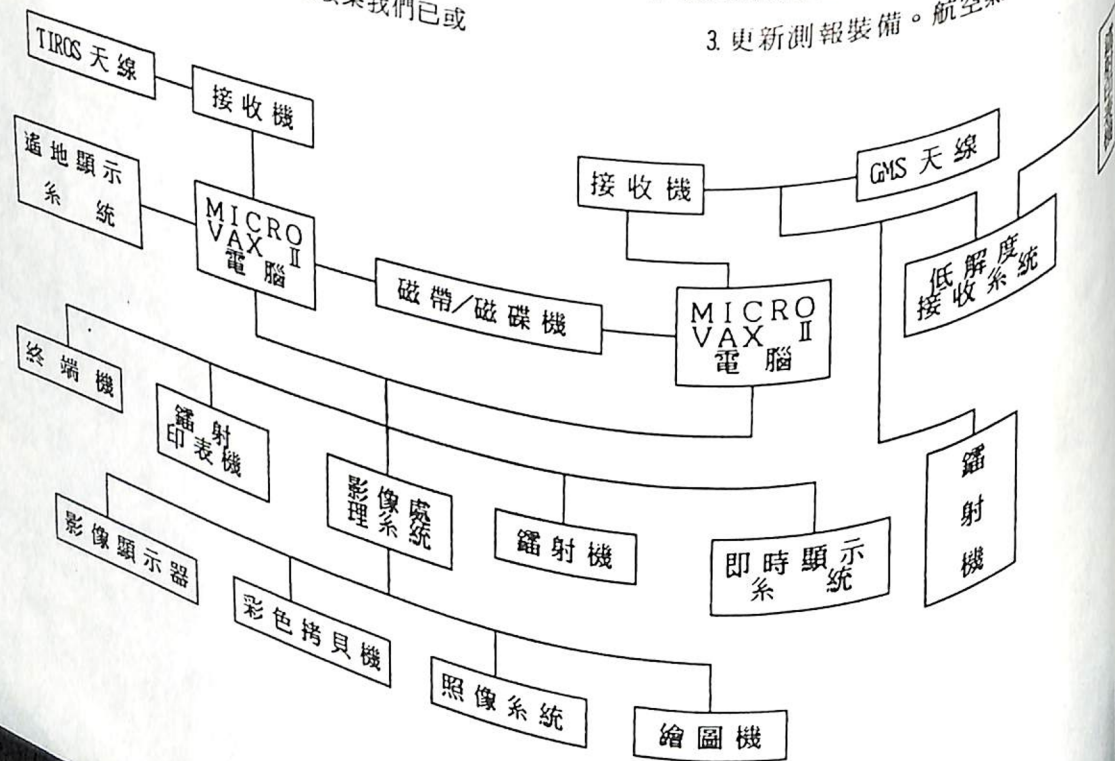 我們已或
3. 更新測報裝備。航空
TIROS 天線
接收機
遙地顯示
系統
MICRO
VAX II
電腦
磁帶/磁碟機
接收機
GMS 天線
低解度
接收系統
MICRO
VAX II
電腦
終端機
鐳射
印表機
影像處
理系統
鐳射機
即時顯示
系統
鐳
射
機
影像顯示器
彩色拷貝機
照像系統
繪圖機